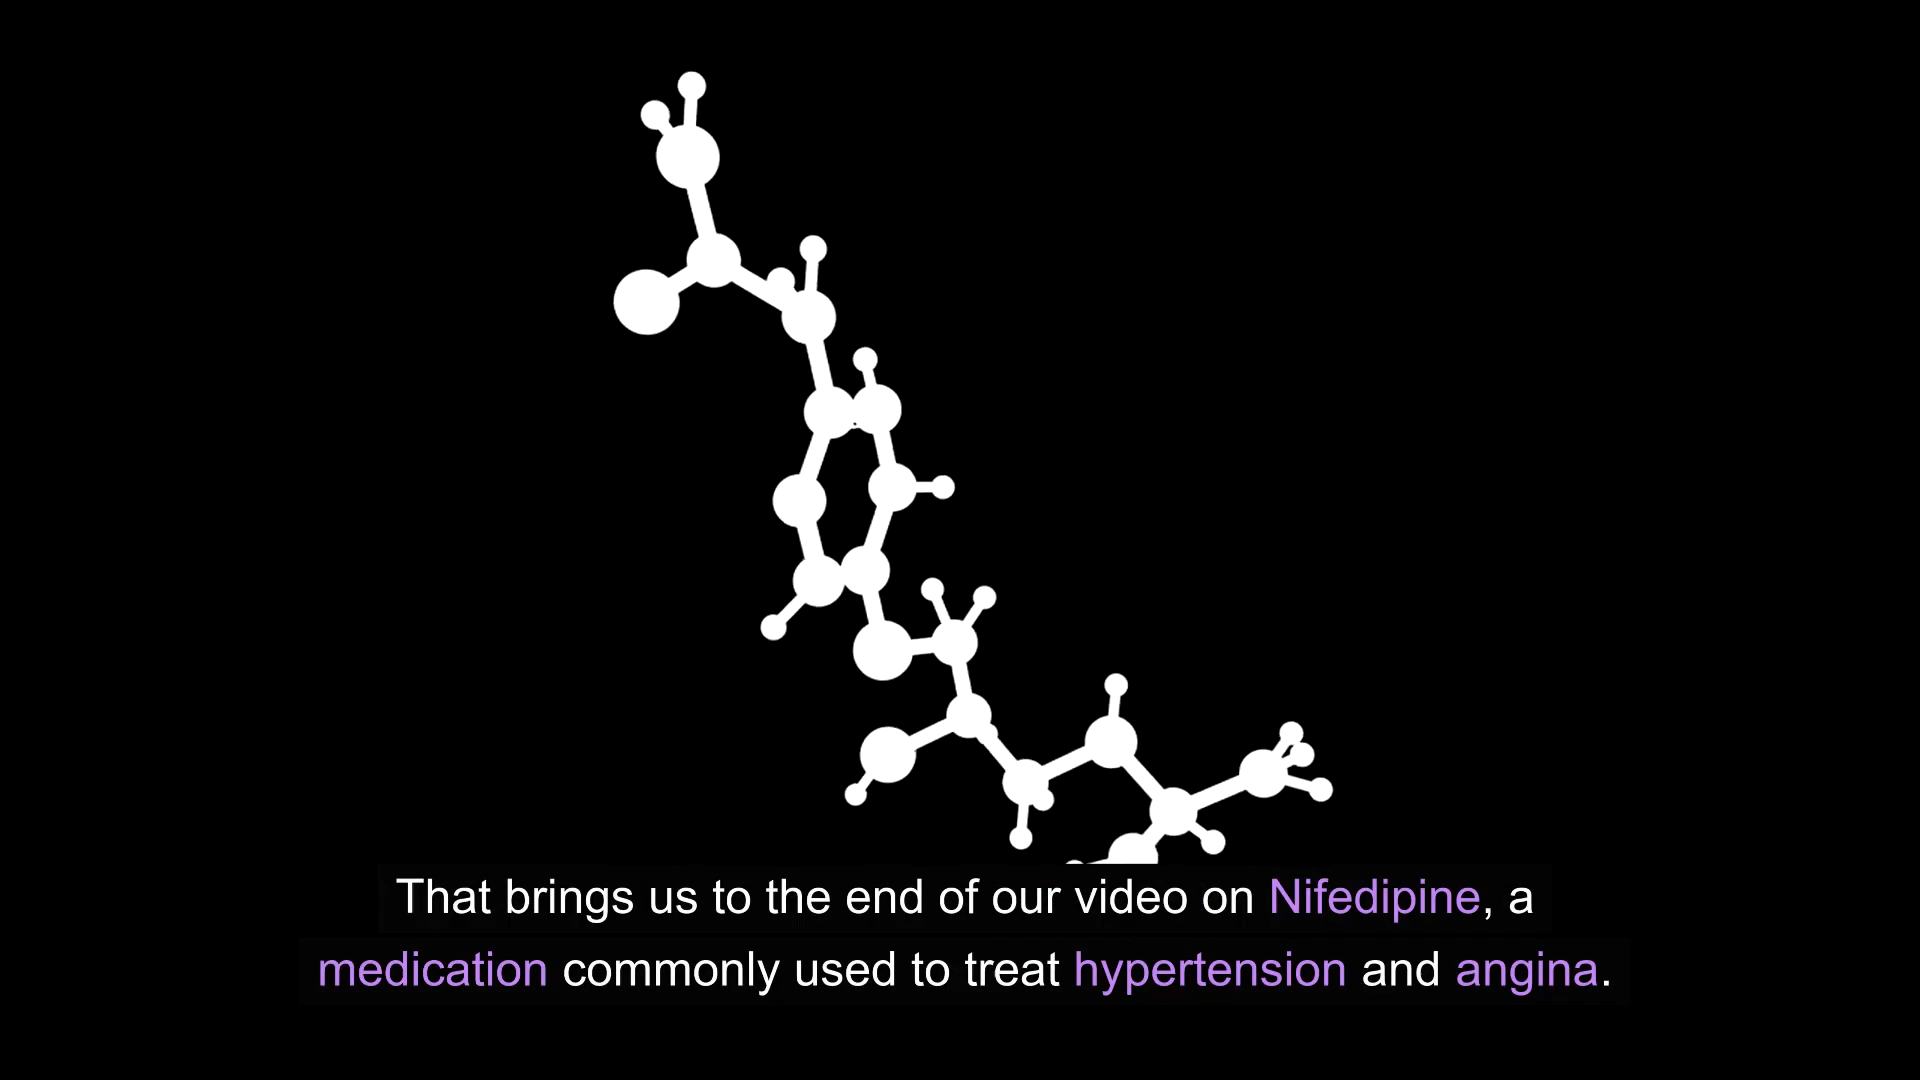 That brings us to the end of our video on Nifedipine, a
medication commonly used to treat hypertension and angina.